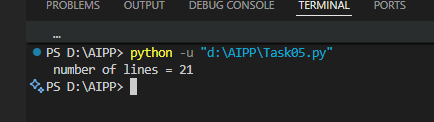 PROBLEMS OUTPUT DEBUG CONSOLE TERMINAL PORTS
...
PS D:\AIPP> python -u "d:\AIPP\Task05.py"
number of lines = 21
PS D:\AIPP>